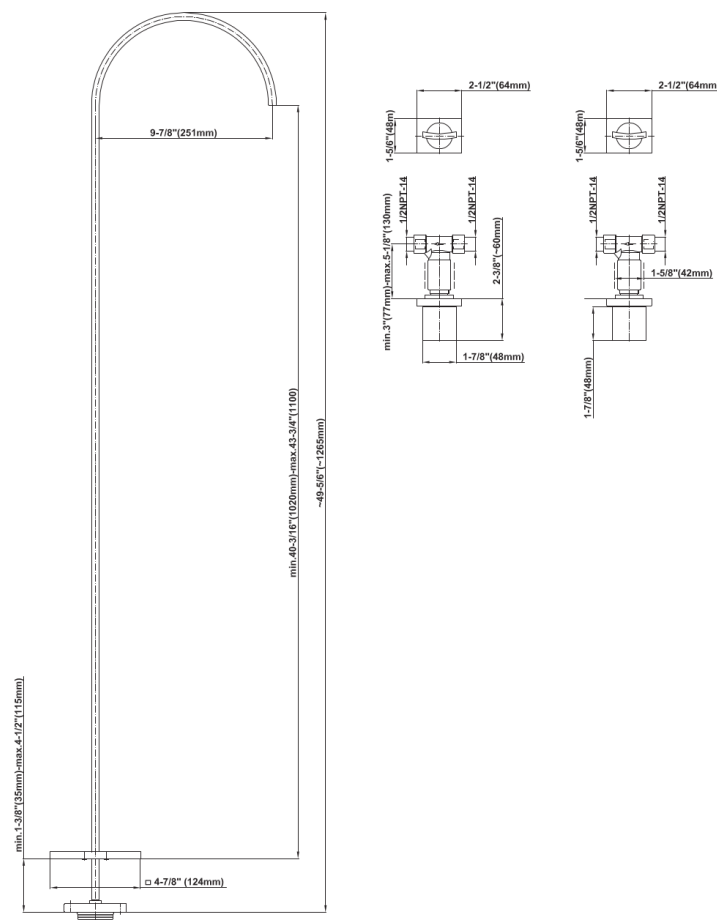 9-7/8"(251mm)
min.40-3/16"(1020mm)-max.43-3/4"(1100)
~49-5/6"(~1265mm)
min.1-3/8"(35mm)-max.4-1/2"(115mm)
□ 4-7/8" (124mm)
2-1/2"(64mm)
1-5/6"(48m)
1/2NPT-14
1/2NPT-14
min.3"(77mm)-max.5-1/8"(130mm)
2-3/8"(~60mm)
1-7/8"(48mm)
2-1/2"(64mm
1-5/6"(48m)
1/2NPT-14
1/2NPT-14
1-5/8"(42mm)
1-7/8"(48mm)